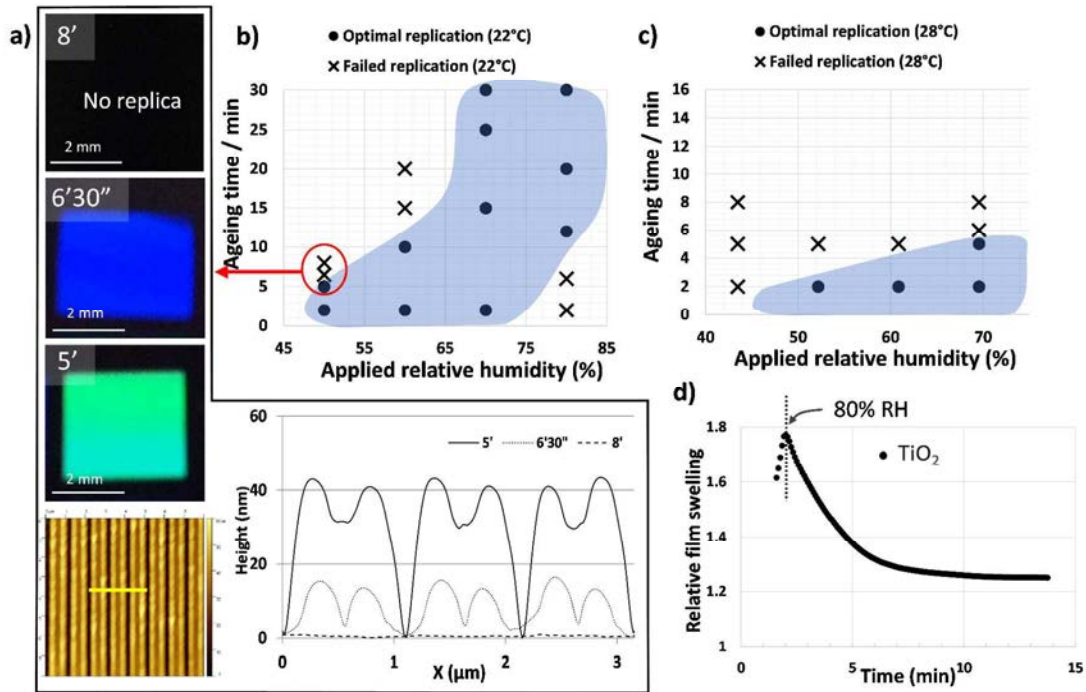 a)
8'
No replica
2 mm
6'30"
2 mm
5'
2 mm
b)
● Optimal replication (22°C)
× Failed replication (22°C)
Ageing time / min
30
25
20
15
10
5
0
45
55
65
75
85
Applied relative humidity (%)
c)
● Optimal replication (28°C)
× Failed replication (28°C)
Ageing time / min
16
14
12
10
8
6
4
2
0
40
50
60
70
Applied relative humidity (%)
Height (nm)
60
40
20
0
5'
6'30"
8'
0
1
2
3
X (μm)
d)
80% RH
TiO₂
Relative film swelling
1.8
1.6
1.4
1.2
1
0
5
10
15
Time (min)